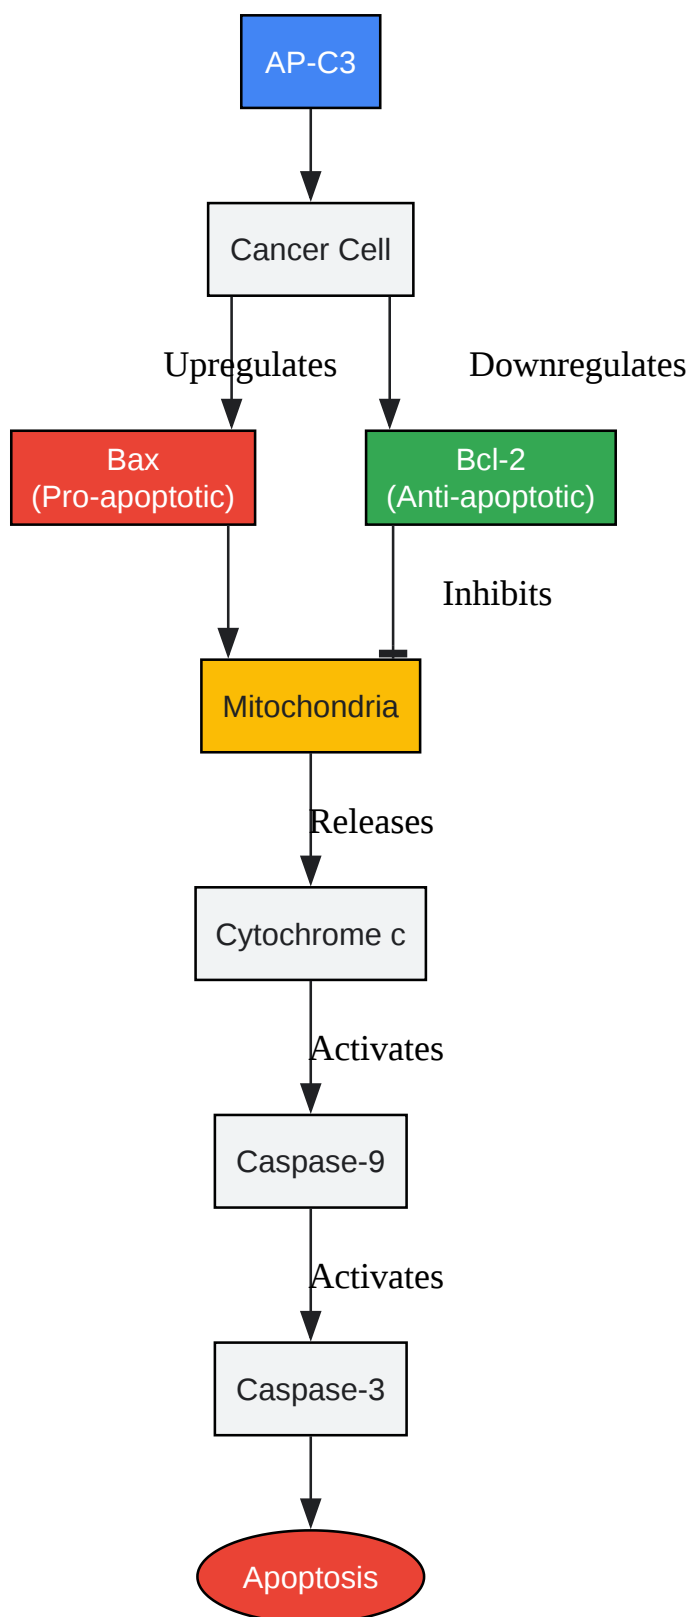 AP-C3
Cancer Cell
Upregulates
Downregulates
Bax
(Pro-apoptotic)
Bcl-2
(Anti-apoptotic)
Inhibits
Mitochondria
Releases
Cytochrome c
Activates
Caspase-9
Activates
Caspase-3
Apoptosis